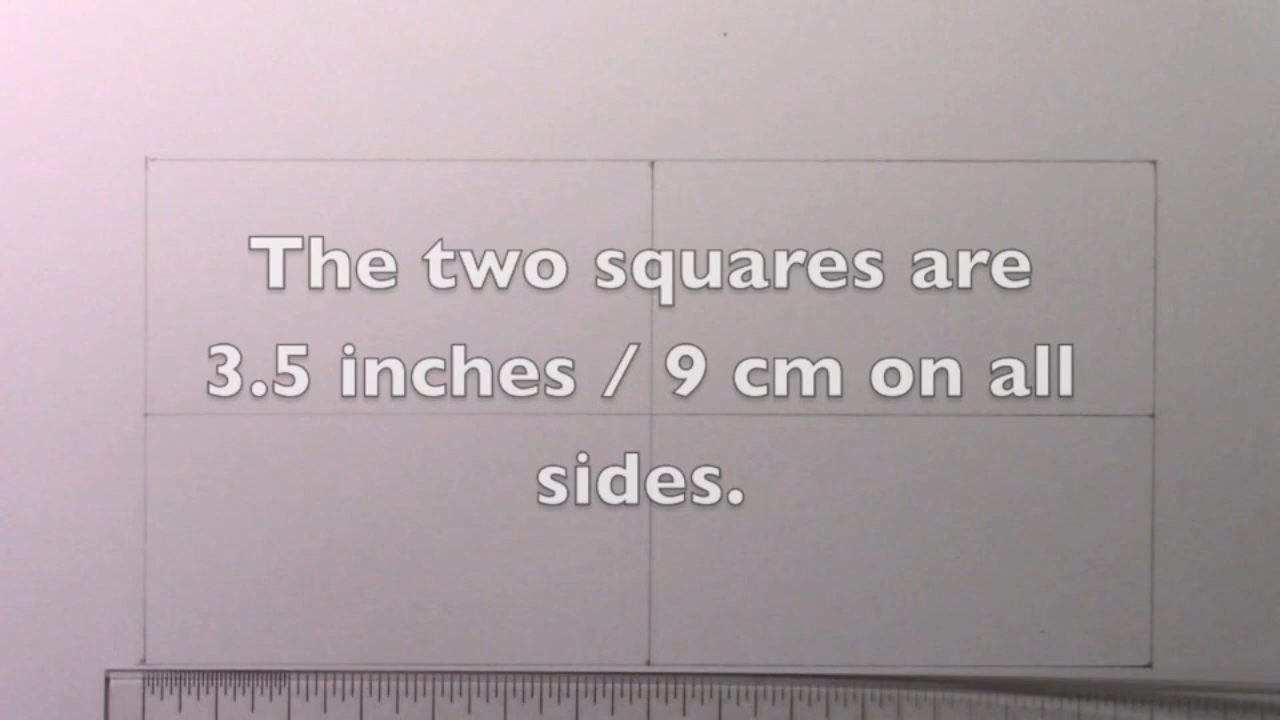 The two squares are
3.5 inches / 9 cm on all
sides.